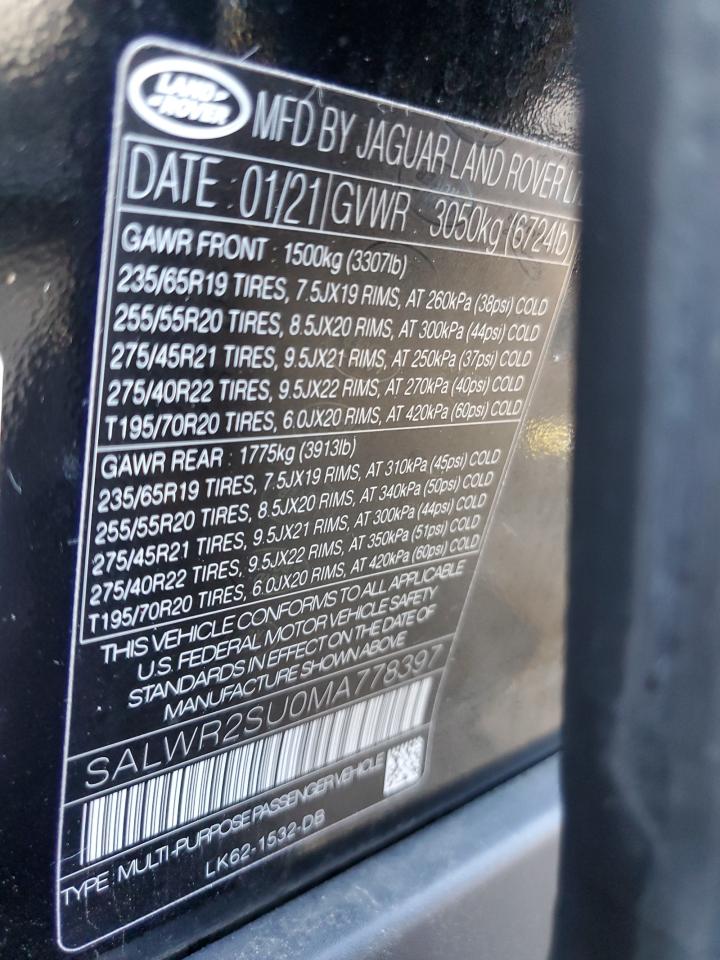 LAND ROVER
MFD BY JAGUAR LAND ROVER
DATE 01/21 GVWR 3050kg (6724lb)
GAWR FRONT : 1500kg (3307lb)
235/65R19 TIRES, 7.5JX19 RIMS, AT 260kPa (38psi) COLD
255/55R20 TIRES, 8.5JX20 RIMS, AT 300kPa (44psi) COLD
275/45R21 TIRES, 9.5JX21 RIMS, AT 250kPa (37psi) COLD
275/40R22 TIRES, 9.5JX22 RIMS, AT 270kPa (40psi) COLD
T195/70R20 TIRES, 6.0JX20 RIMS, AT 420kPa (60psi) COLD
GAWR REAR : 1775kg (3913lb)
235/65R19 TIRES, 7.5JX19 RIMS, AT 310kPa (45psi) COLD
255/55R20 TIRES, 8.5JX20 RIMS, AT 340kPa (50psi) COLD
275/45R21 TIRES, 9.5JX21 RIMS, AT 300kPa (44psi) COLD
275/40R22 TIRES, 9.5JX22 RIMS, AT 350kPa (51psi) COLD
T195/70R20 TIRES, 6.0JX20 RIMS, AT 420kPa (60psi) COLD
THIS VEHICLE CONFORMS TO ALL APPLICABLE
U.S. FEDERAL MOTOR VEHICLE SAFETY
STANDARDS IN EFFECT ON THE DATE OF
MANUFACTURE SHOWN ABOVE
SALWR2SU0MA778397
TYPE : MULTI-PURPOSE PASSENGER VEHICLE
LK62-1532-DB